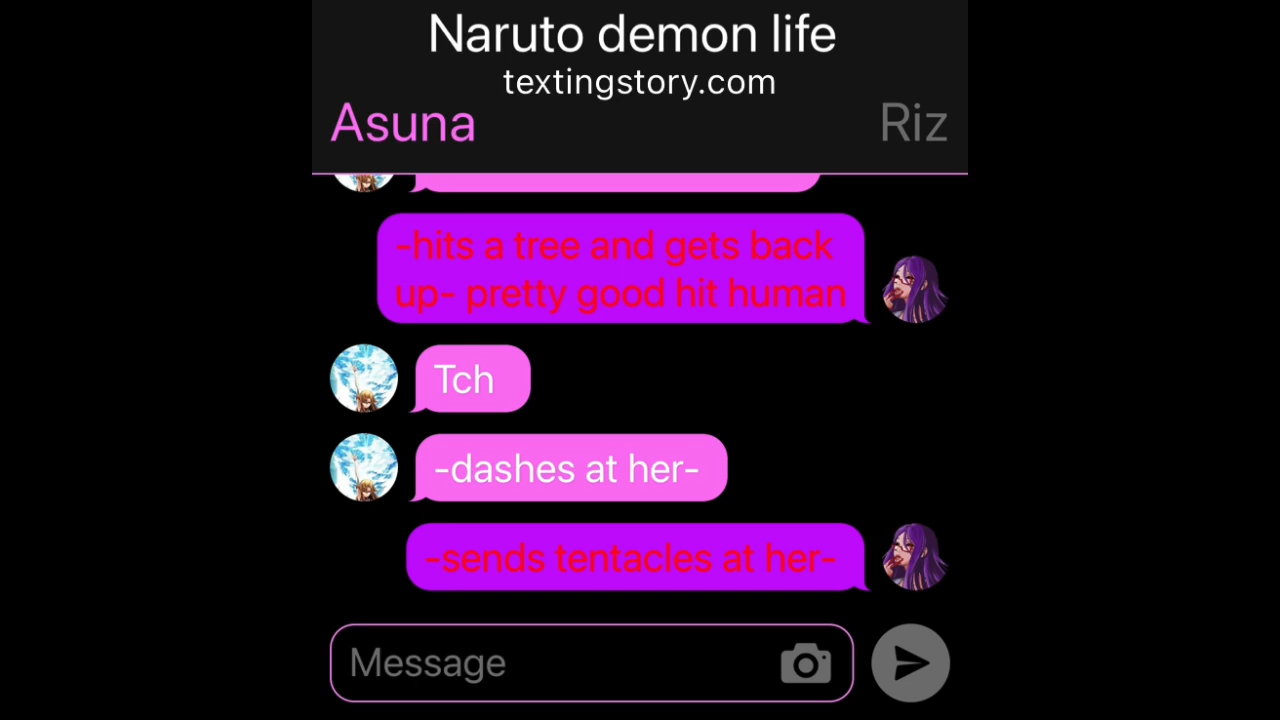 Naruto demon life
textingstory.com
Asuna
Riz
-hits a tree and gets back
up- pretty good hit human
Tch
-dashes at her-
-sends tentacles at her-
Message